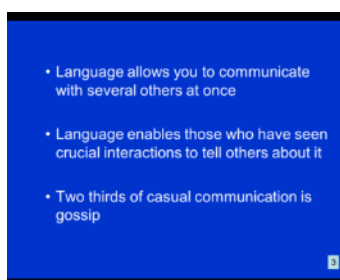 • Language allows you to communicate
with several others at once
• Language enables those who have seen
crucial interactions to tell others about it
• Two thirds of casual communication is
gossip
3